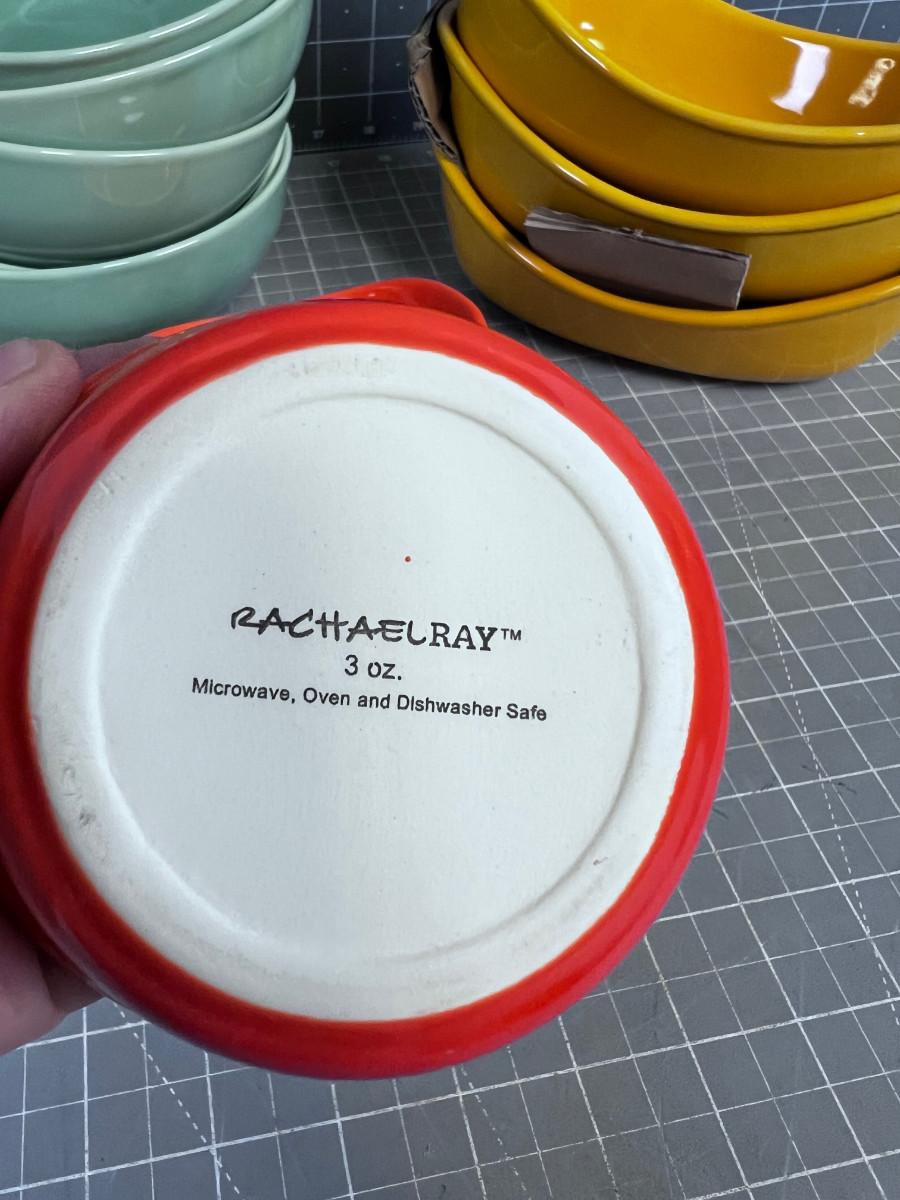 RACHAELRAY™
3 oz.
Microwave, Oven and Dishwasher Safe